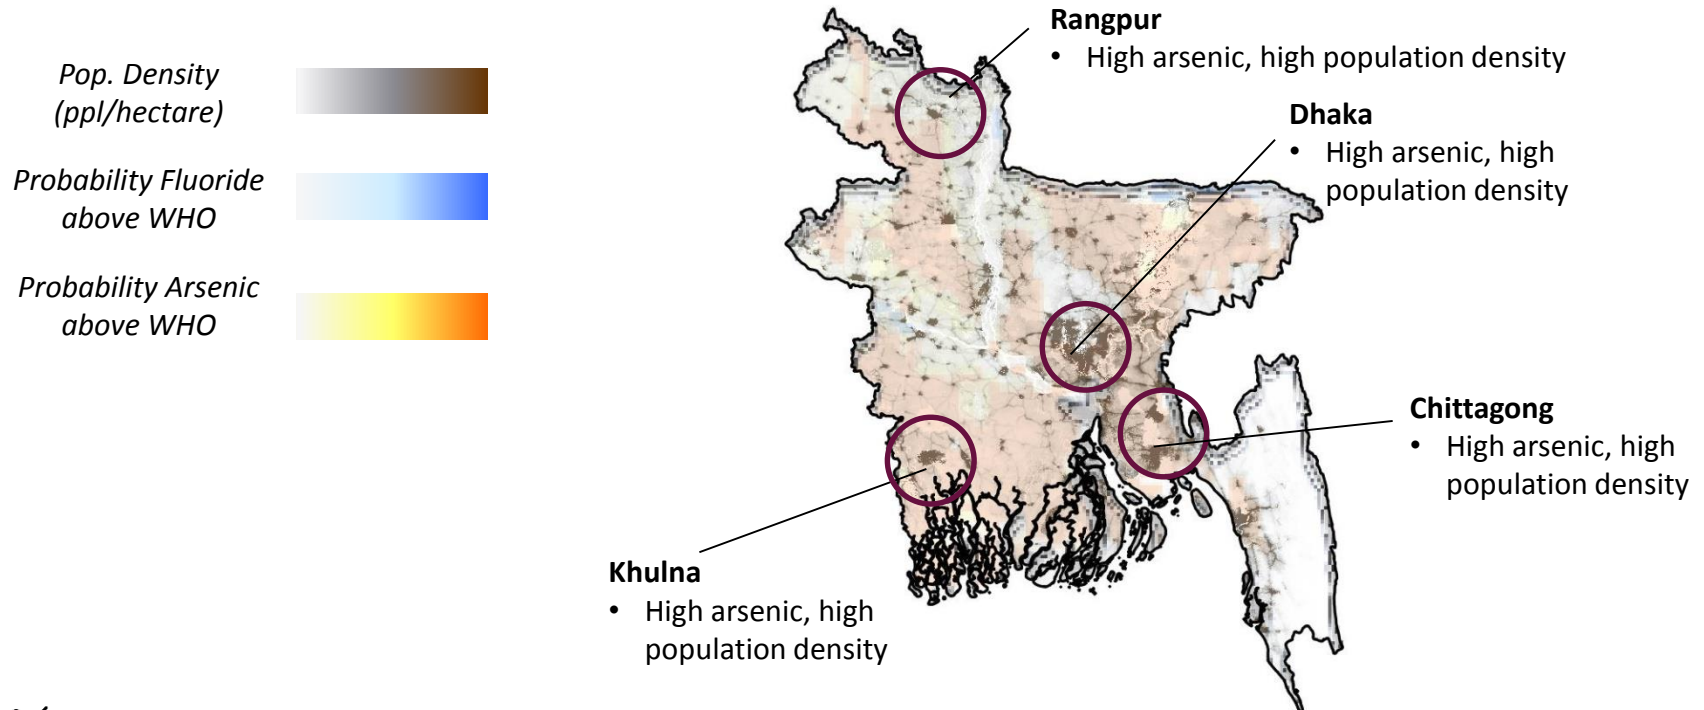 Pop. Density
(ppl/hectare)
Probability Fluoride
above WHO
Probability Arsenic
above WHO
Rangpur
• High arsenic, high population density
Dhaka
• High arsenic, high
population density
Chittagong
• High arsenic, high
population density
Khulna
• High arsenic, high
population density